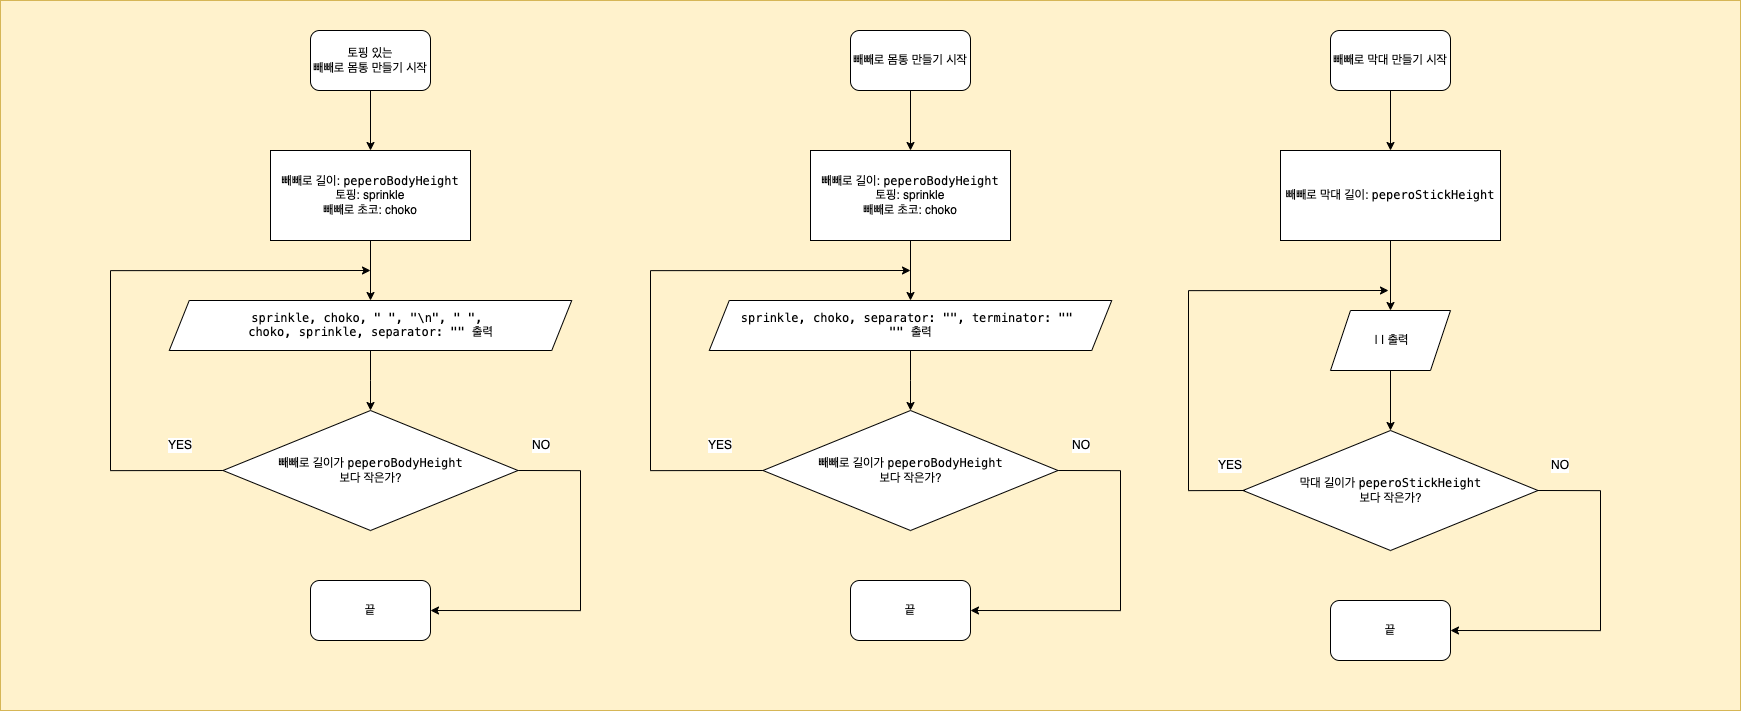 토핑 있는
빼빼로 몸통 만들기 시작
빼빼로 길이: peperoBodyHeight
토핑: sprinkle
빼빼로 초코: choko
sprinkle, choko, " ", "\n", " ",
choko, sprinkle, separator: "" 출력
YES
NO
빼빼로 길이가 peperoBodyHeight
보다 작은가?
끝
빼빼로 몸통 만들기 시작
빼빼로 길이: peperoBodyHeight
토핑: sprinkle
빼빼로 초코: choko
sprinkle, choko, separator: "", terminator: ""
"" 출력
YES
NO
빼빼로 길이가 peperoBodyHeight
보다 작은가?
끝
빼빼로 막대 만들기 시작
빼빼로 막대 길이: peperoStickHeight
| | 출력
YES
NO
막대 길이가 peperoStickHeight
보다 작은가?
끝